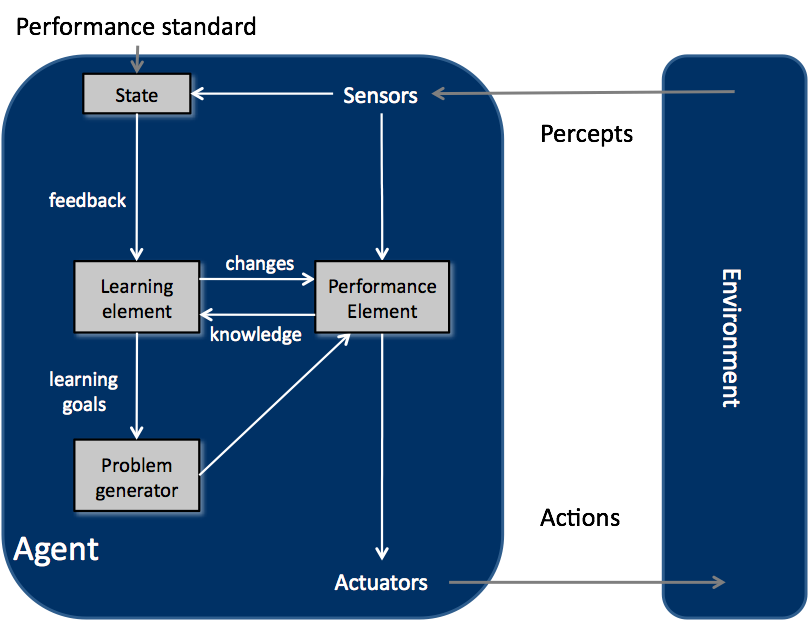 Performance standard
State
Sensors
Percepts
feedback
changes
Learning
element
Performance
Element
knowledge
learning
goals
Problem
generator
Environment
Actions
Agent
Actuators